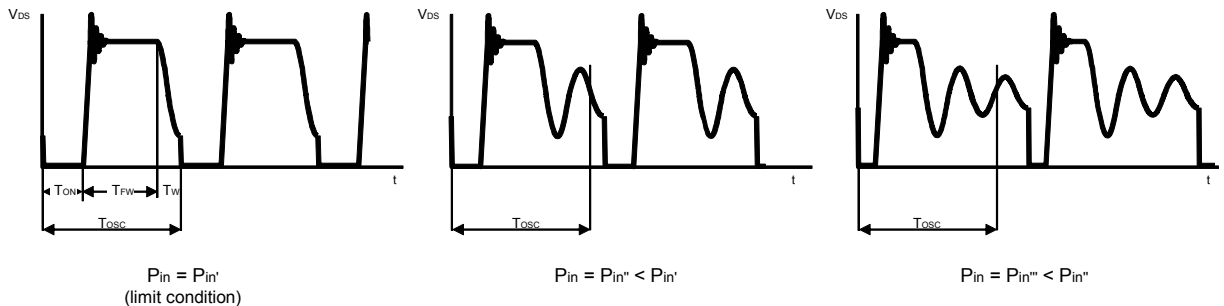 VDS
t
TON TFW TW
TOSC
Pin = Pin'
(limit condition)
VDS
t
TOSC
Pin = Pin'' < Pin'
VDS
t
TOSC
Pin = Pin''' < Pin''